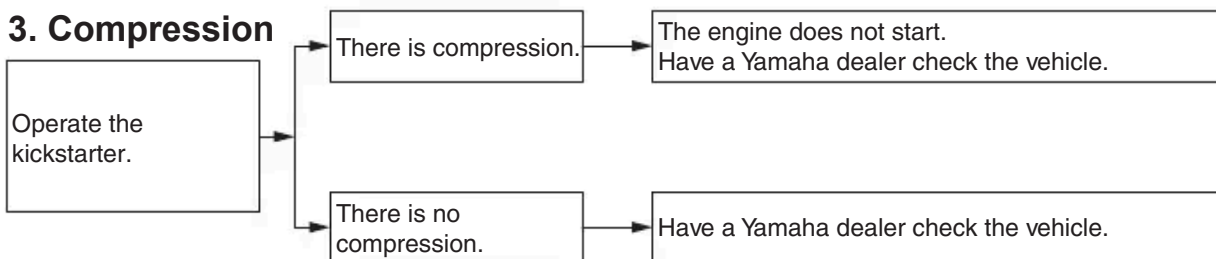 3. Compression
Operate the
kickstarter.
There is compression.
The engine does not start.
Have a Yamaha dealer check the vehicle.
There is no
compression.
Have a Yamaha dealer check the vehicle.